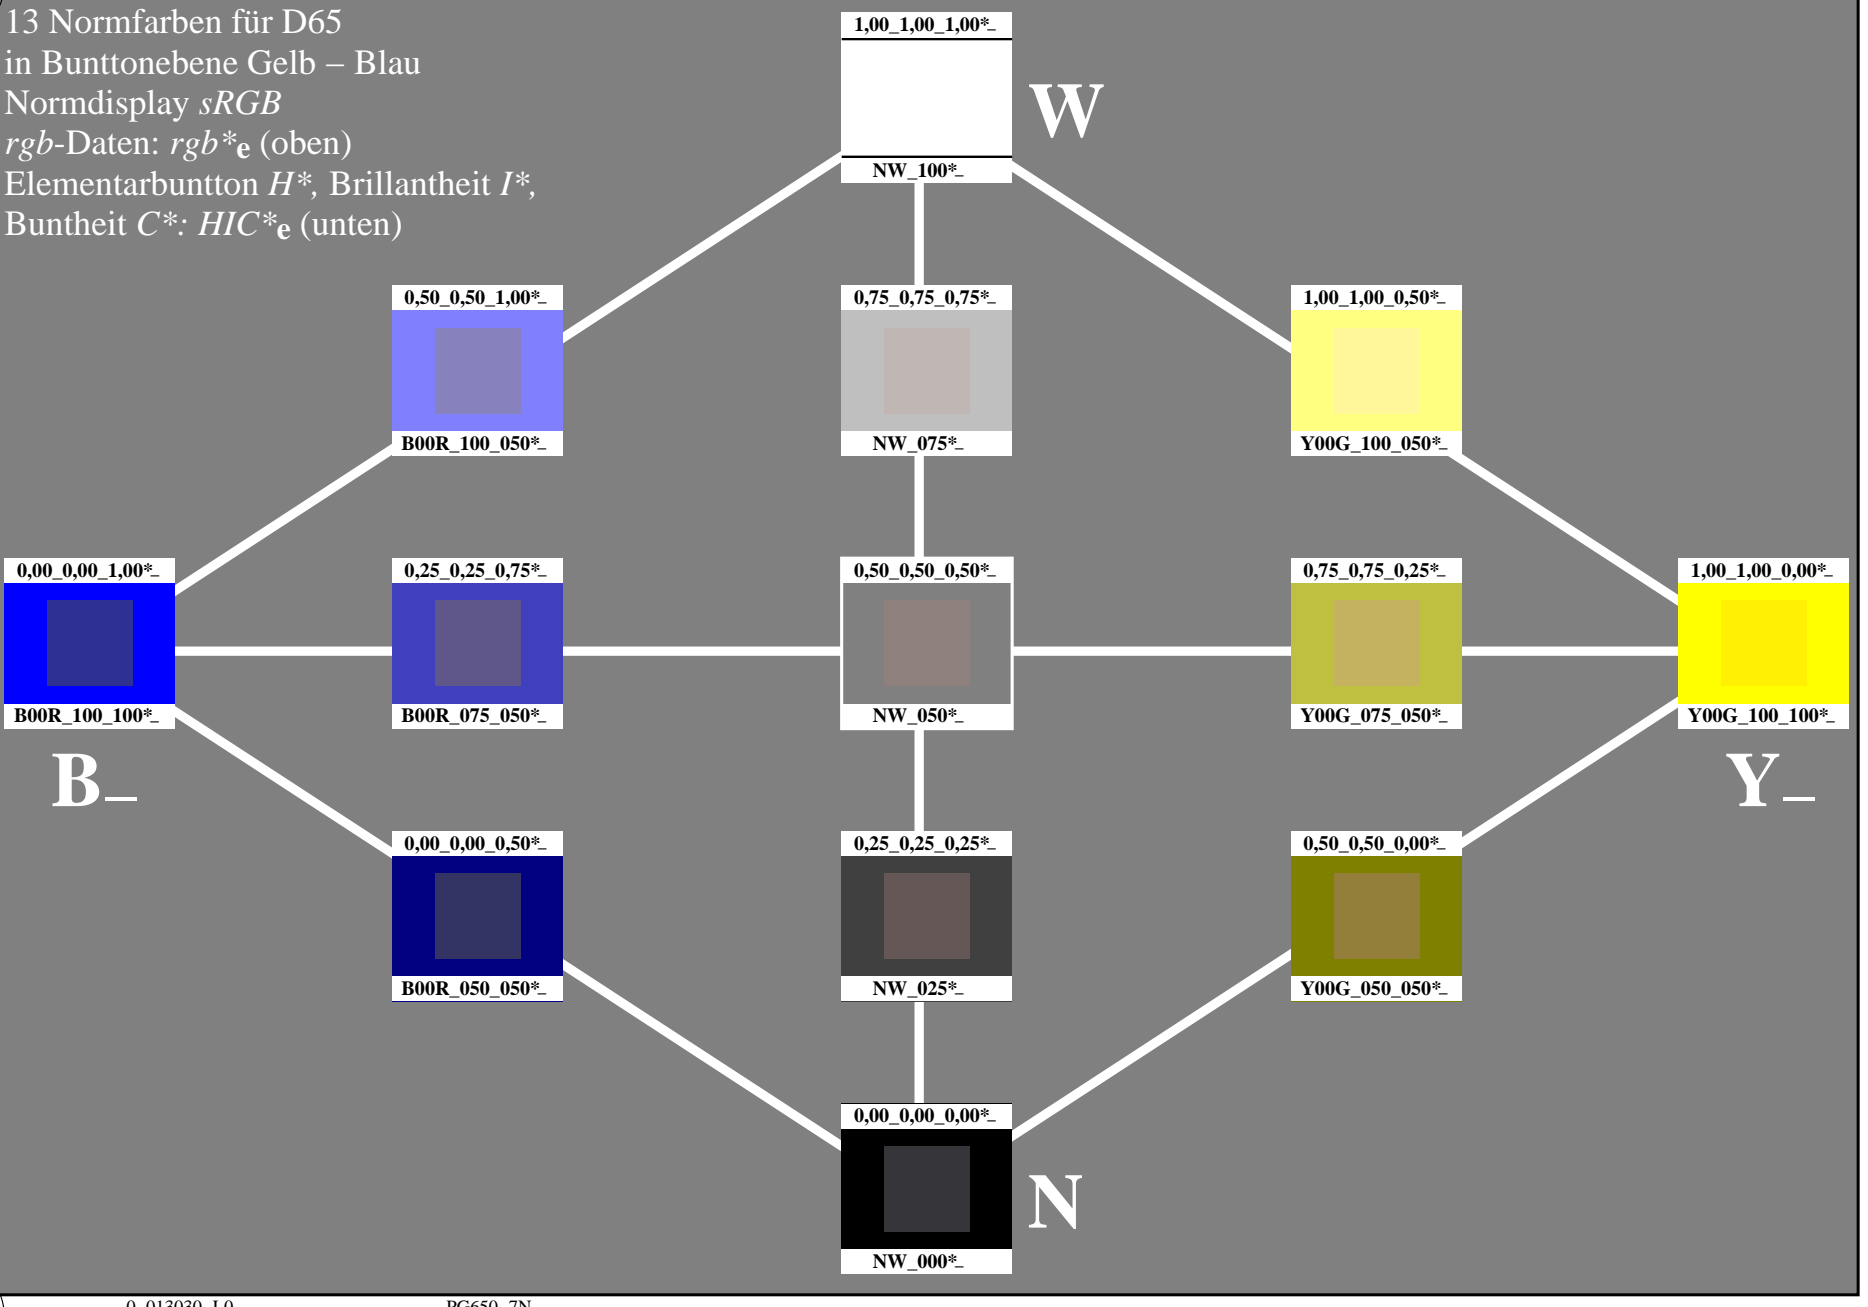 13 Normfarben für D65
in Bunttonebene Gelb – Blau
Normdisplay sRGB
rgb-Daten: rgb*e (oben)
Elementarbuntton H*, Brillantheit I*,
Buntheit C*: HIC*e (unten)
1,00_1,00_1,00*_
W
NW_100*_
0,50_0,50_1,00*_
B00R_100_050*_
0,75_0,75_0,75*_
NW_075*_
1,00_1,00_0,50*_
Y00G_100_050*_
0,00_0,00_1,00*_
B00R_100_100*_
0,25_0,25_0,75*_
B00R_075_050*_
0,50_0,50_0,50*_
NW_050*_
0,75_0,75_0,25*_
Y00G_075_050*_
1,00_1,00_0,00*_
Y00G_100_100*_
B_
Y_
0,00_0,00_0,50*_
B00R_050_050*_
0,25_0,25_0,25*_
NW_025*_
0,50_0,50_0,00*_
Y00G_050_050*_
0,00_0,00_0,00*_
N
NW_000*_